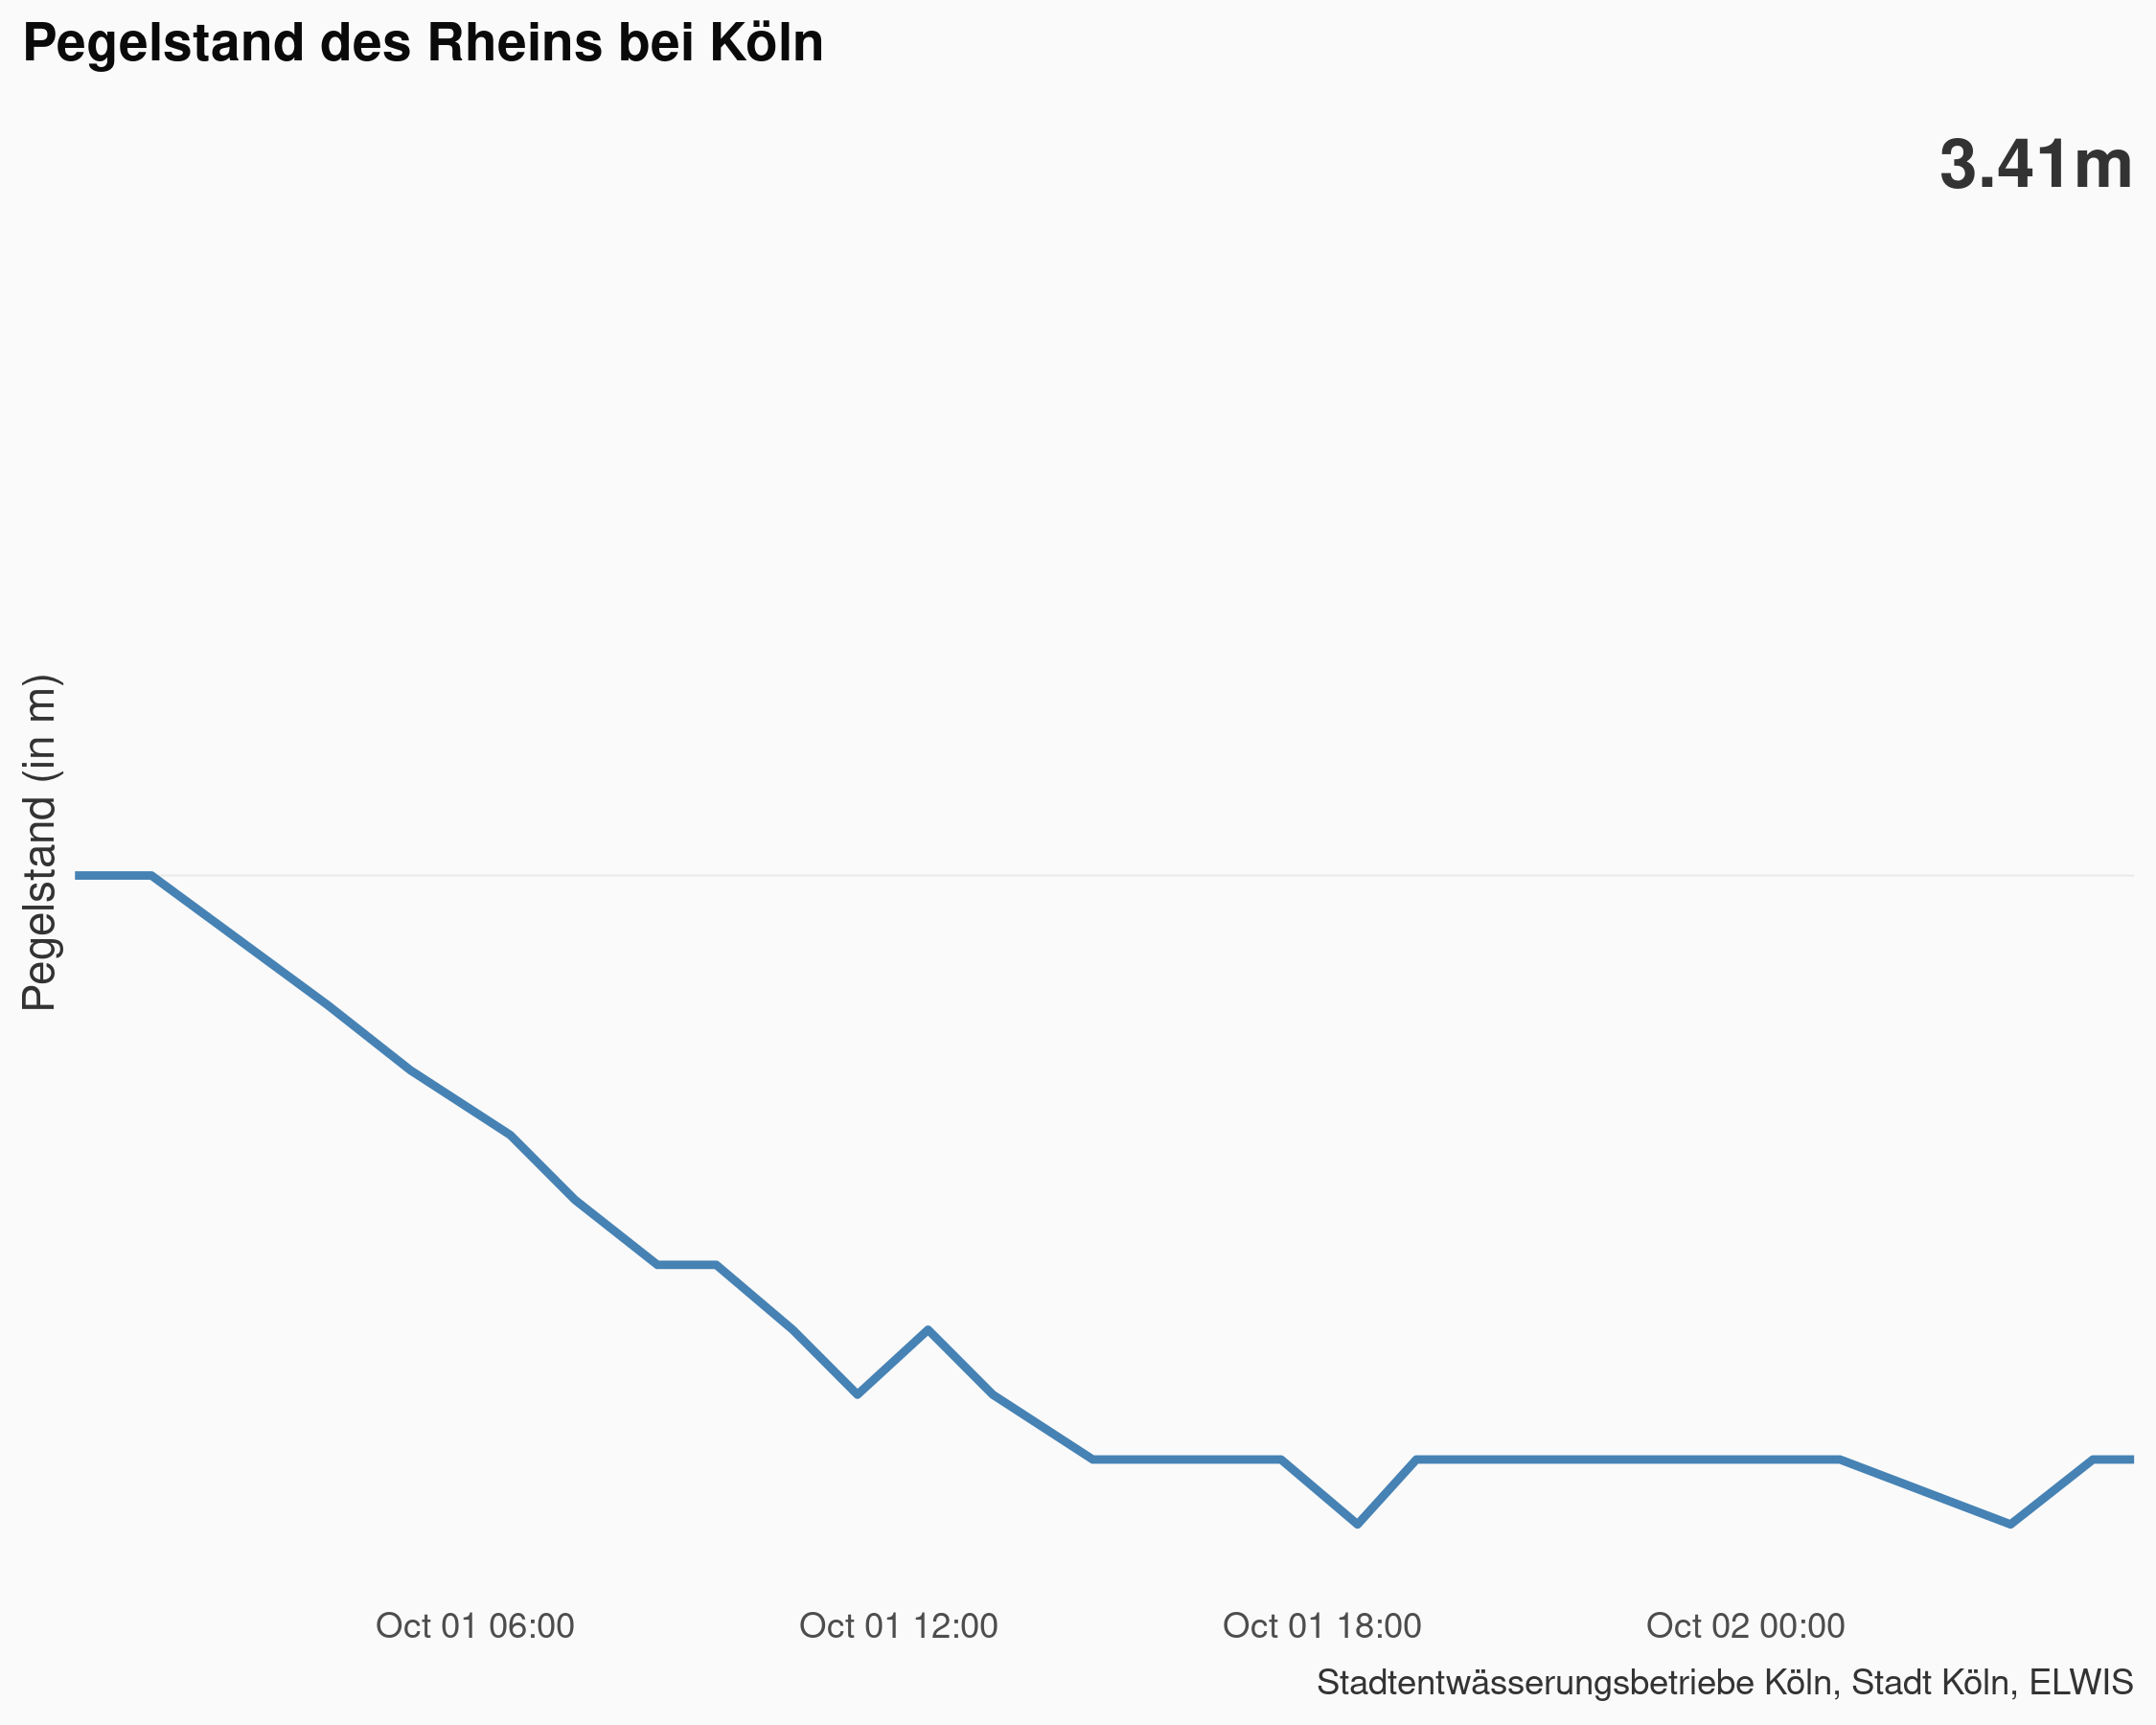 Pegelstand des Rheins bei Köln
3.41m
Pegelstand (in m)
Oct 01 06:00 Oct 01 12:00 Oct 01 18:00 Oct 02 00:00
Stadtentwässerungsbetriebe Köln, Stadt Köln, ELWIS